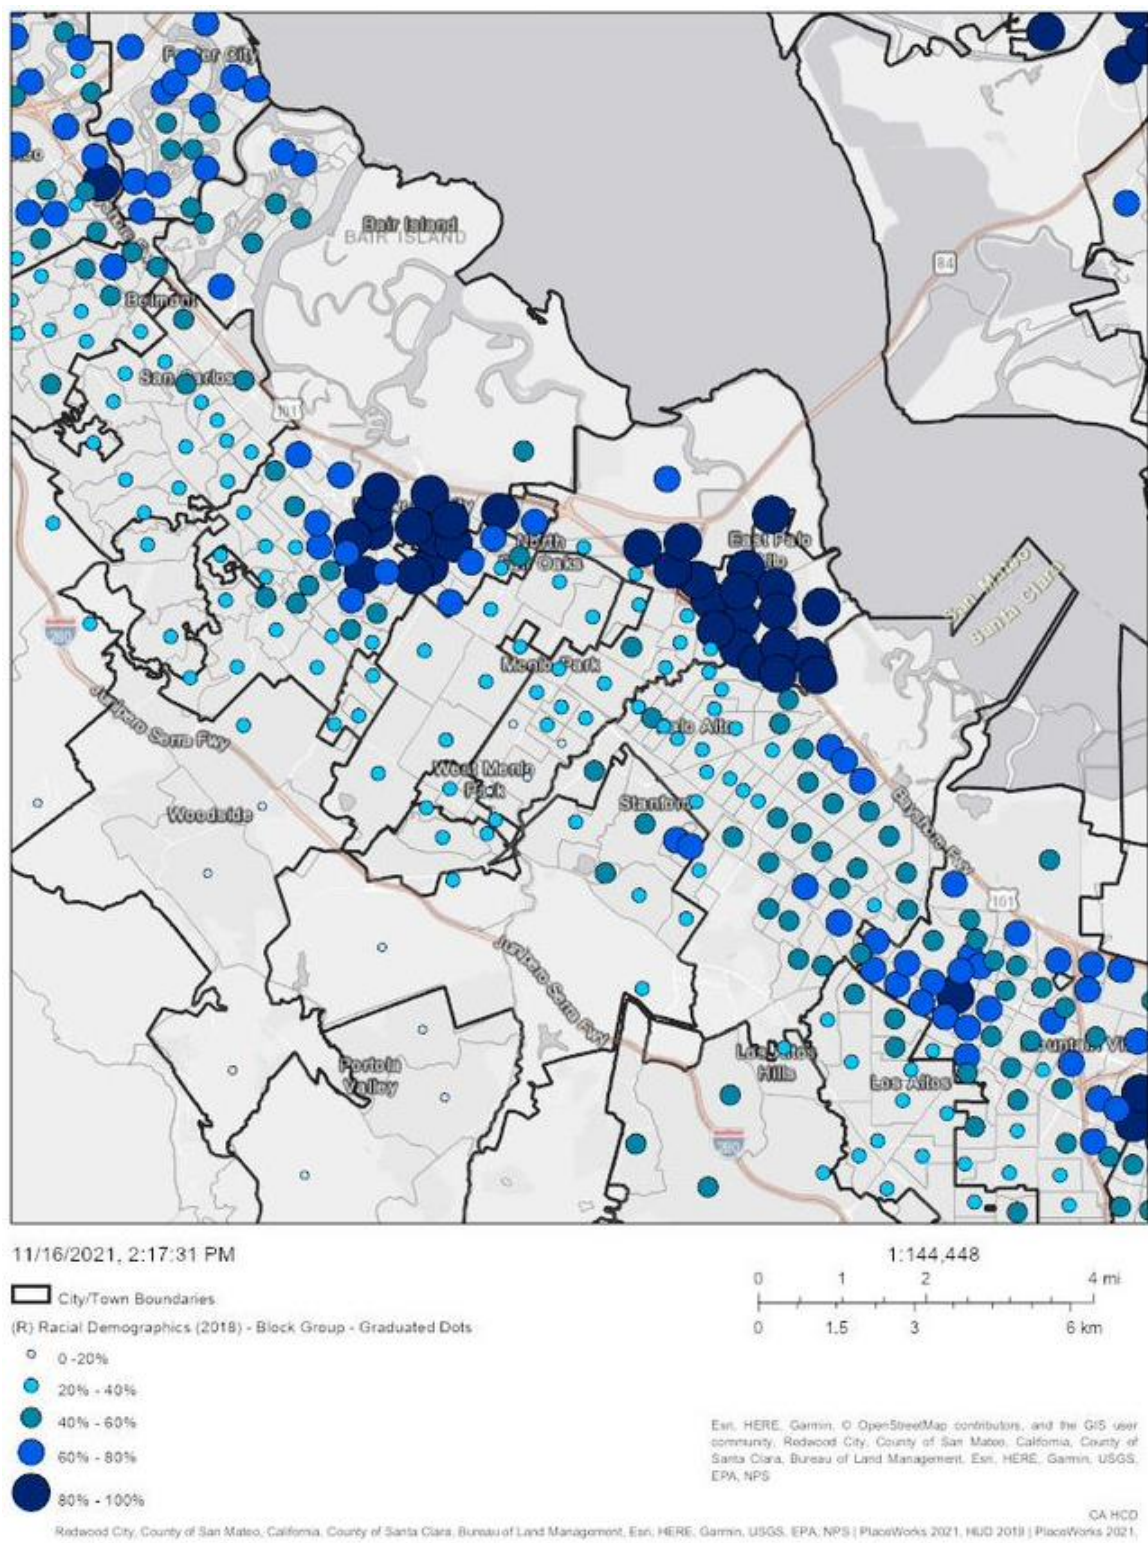 Foster City
Bair Island
BAIR ISLAND
84
Belmont
San Carlos
101
East Palo
Alto
North
Fair Oaks
San Mateo
Santa Clara
280
Menlo Park
Junipero Serra Fwy
Palo Alto
West Menlo
Park
Stanford
Woodside
Bayshore Fwy
101
Junipero Serra Fwy
Portola
Valley
Los Altos
Hills
Los Altos
Mountain Vi
280
11/16/2021, 2:17:31 PM
1:144,448
0 1 2 4 mi
0 1.5 3 6 km
City/Town Boundaries
(R) Racial Demographics (2018) - Block Group - Graduated Dots
0 -20%
20% - 40%
40% - 60%
60% - 80%
80% - 100%
Esri, HERE, Garmin, © OpenStreetMap contributors, and the GIS user
community, Redwood City, County of San Mateo, California, County of
Santa Clara, Bureau of Land Management, Esri, HERE, Garmin, USGS,
EPA, NPS
CA HCD
Redwood City, County of San Mateo, California, County of Santa Clara, Bureau of Land Management, Esri, HERE, Garmin, USGS, EPA, NPS | PlaceWorks 2021, HUD 2019 | PlaceWorks 2021,